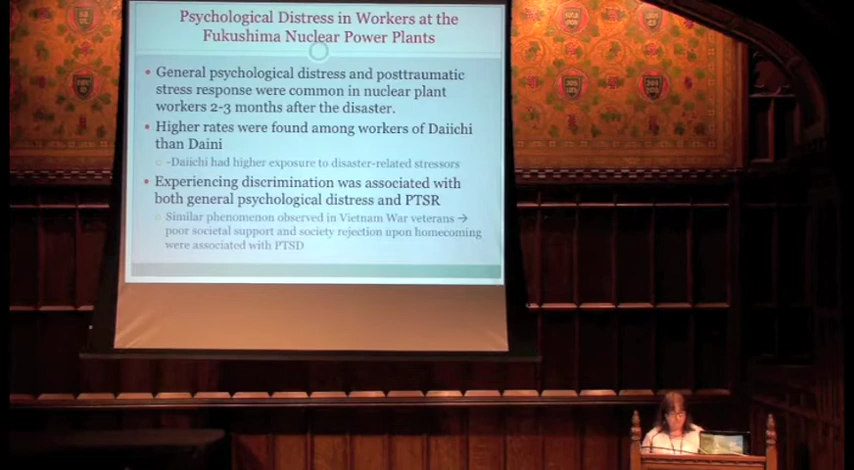 Psychological Distress in Workers at the
Fukushima Nuclear Power Plants
• General psychological distress and posttraumatic
stress response were common in nuclear plant
workers 2-3 months after the disaster.
• Higher rates were found among workers of Daiichi
than Daini
○ -Daiichi had higher exposure to disaster-related stressors
• Experiencing discrimination was associated with
both general psychological distress and PTSR
○ Similar phenomenon observed in Vietnam War veterans →
poor societal support and society rejection upon homecoming
were associated with PTSD